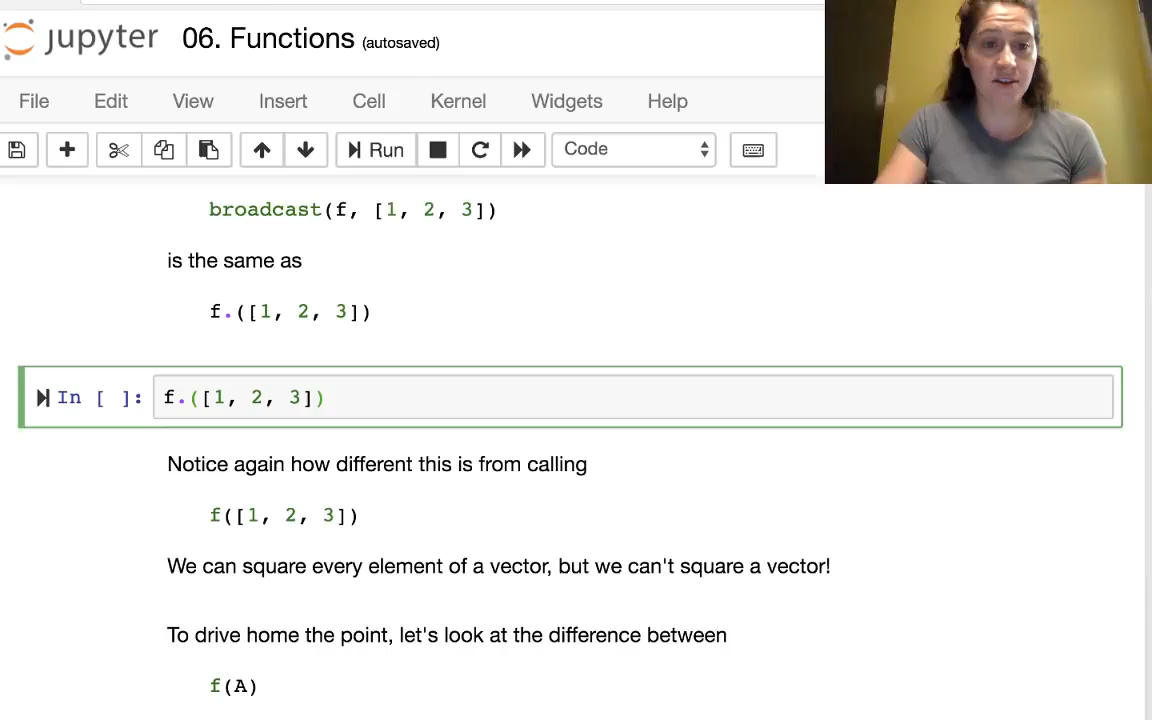 jupyter 06. Functions (autosaved)
File Edit View Insert Cell Kernel Widgets Help
Run Code
broadcast(f, [1, 2, 3])
is the same as
f.([1, 2, 3])
In [ ]: f.([1, 2, 3])
Notice again how different this is from calling
f([1, 2, 3])
We can square every element of a vector, but we can't square a vector!
To drive home the point, let's look at the difference between
f(A)